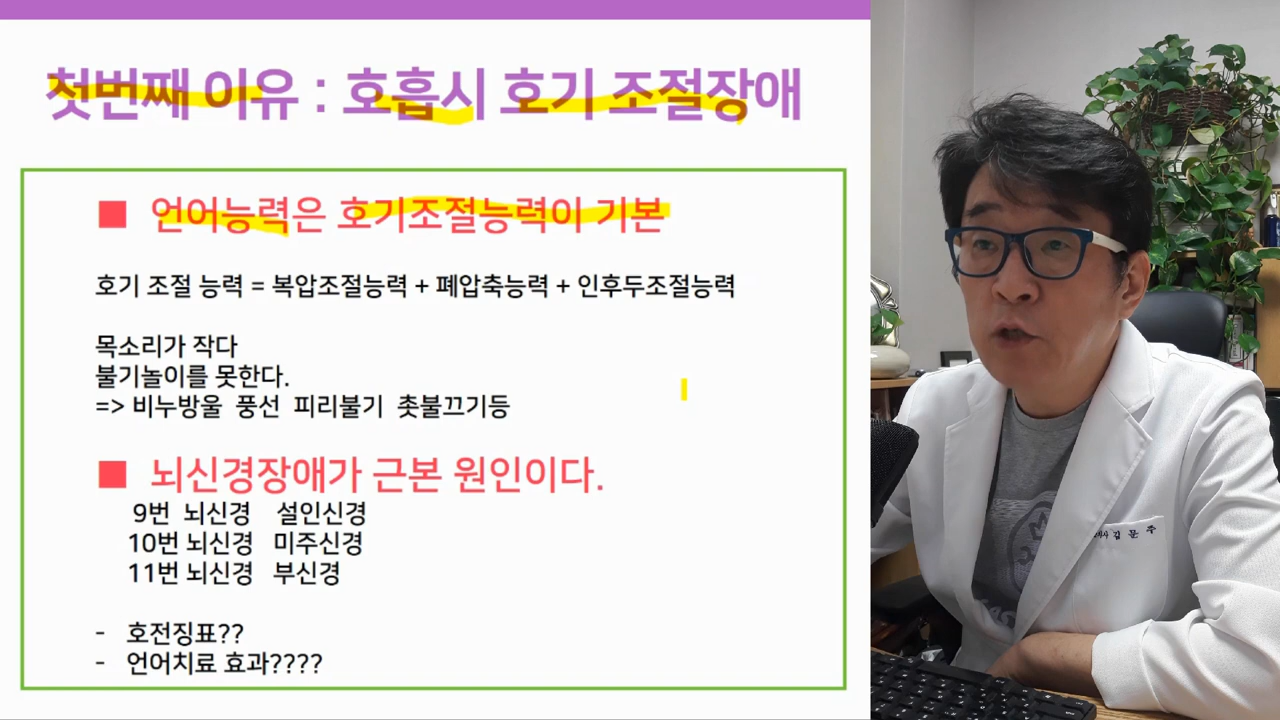 첫번째 이유 : 호흡시 호기 조절장애
■ 언어능력은 호기조절능력이 기본
호기 조절 능력 = 복압조절능력 + 폐압축능력 + 인후두조절능력
목소리가 작다
불기놀이를 못한다.
=> 비누방울 풍선 피리불기 촛불끄기등
■ 뇌신경장애가 근본 원인이다.
9번 뇌신경 설인신경
10번 뇌신경 미주신경
11번 뇌신경 부신경
- 호전징표??
- 언어치료 효과????
김 문 주